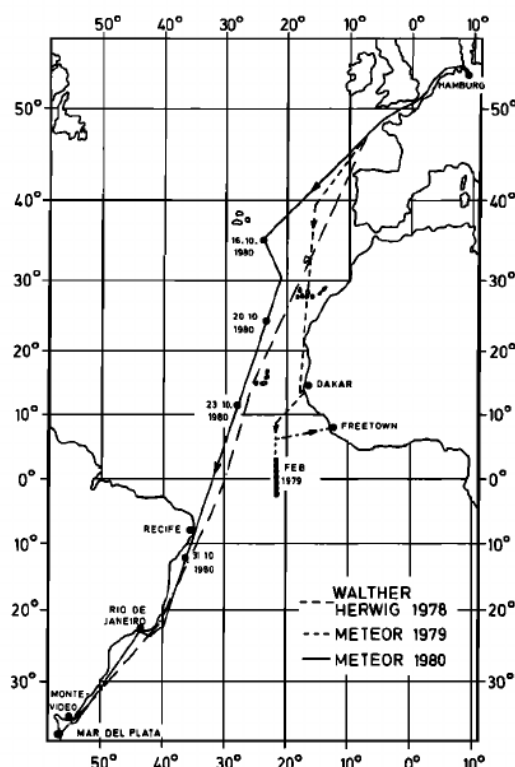 50° 40° 30° 20° 10° 0° 10°
HAMBURG
50° 50°
40° 40°
16.10.
1980
30° 30°
20 10
1980
20° 20°
DAKAR
23 10.
1980
10° 10°
FREETOWN
FEB
1979
0° 0°
RECIFE
10° 10°
31 10
1980
WALTHER
HERWIG 1978
RIO DE
JANEIRO
20° 20°
METEOR 1979
METEOR 1980
30° 30°
MONTE-
VIDEO
MAR DEL PLATA
50° 40° 30° 20° 10° 0° 10°